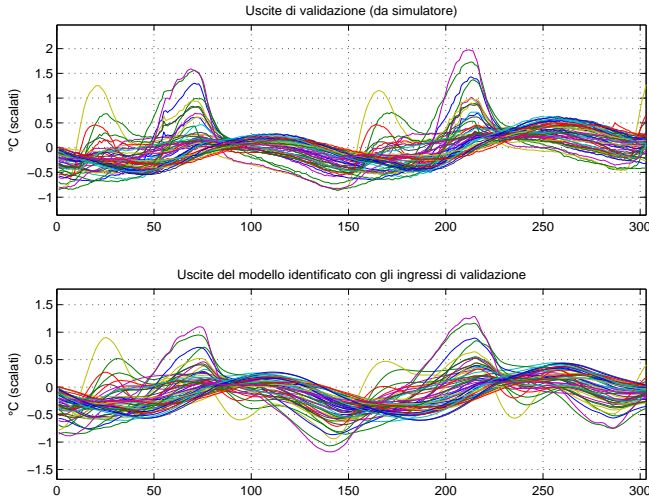 Uscite di validazione (da simulatore)
°C (scalati)
2
1.5
1
0.5
0
−0.5
−1
0 50 100 150 200 250 300
Uscite del modello identificato con gli ingressi di validazione
°C (scalati)
1.5
1
0.5
0
−0.5
−1
−1.5
0 50 100 150 200 250 300